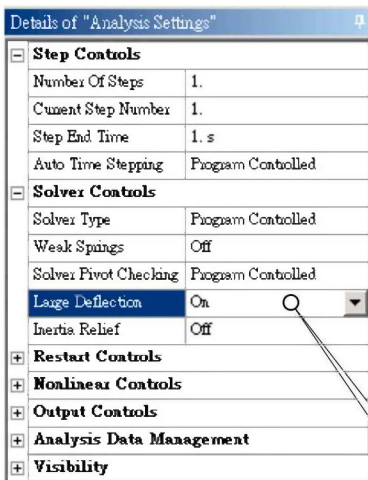 Details of "Analysis Settings"
Step Controls
Number Of Steps 1.
Current Step Number 1.
Step End Time 1. s
Auto Time Stepping Program Controlled
Solver Controls
Solver Type Program Controlled
Weak Springs Off
Solver Pivot Checking Program Controlled
Large Deflection On
Inertia Relief Off
Restart Controls
Nonlinear Controls
Output Controls
Analysis Data Management
Visibility